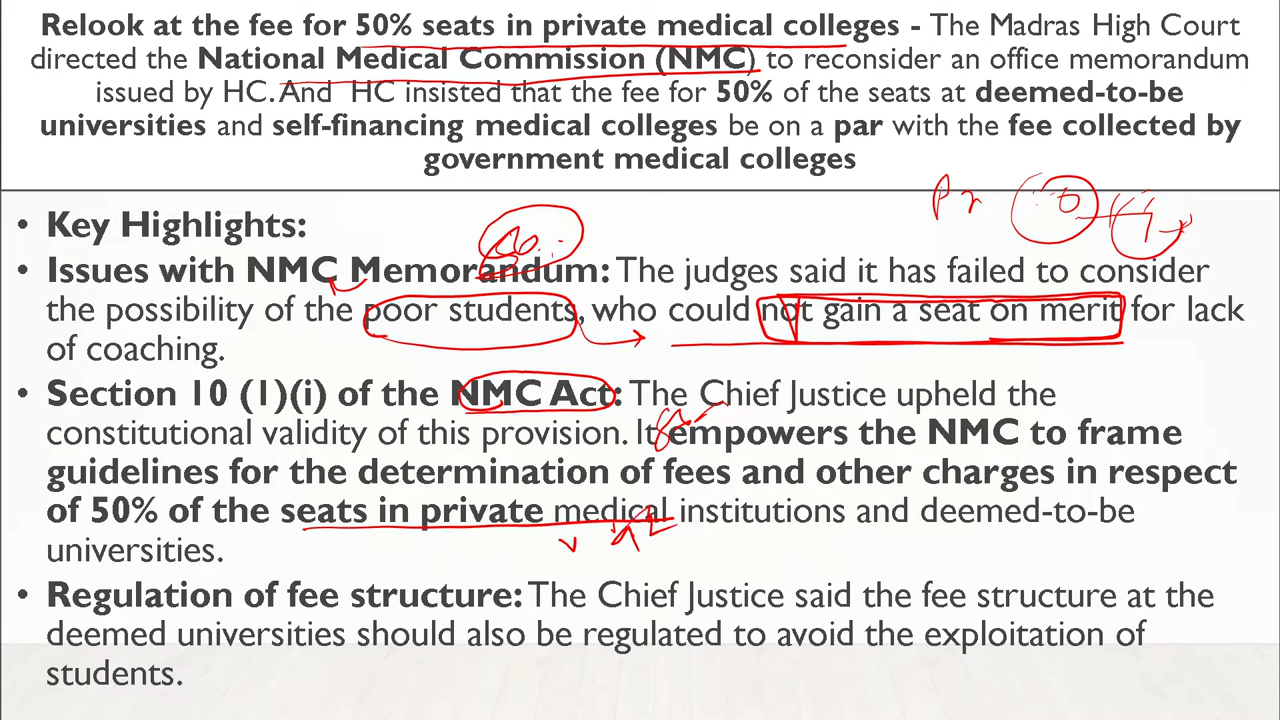 Relook at the fee for 50% seats in private medical colleges - The Madras High Court
directed the National Medical Commission (NMC) to reconsider an office memorandum
issued by HC. And HC insisted that the fee for 50% of the seats at deemed-to-be
universities and self-financing medical colleges be on a par with the fee collected by
government medical colleges
• Key Highlights:
• Issues with NMC Memorandum: The judges said it has failed to consider
the possibility of the poor students, who could not gain a seat on merit for lack
of coaching.
• Section 10 (1)(i) of the NMC Act: The Chief Justice upheld the
constitutional validity of this provision. It empowers the NMC to frame
guidelines for the determination of fees and other charges in respect
of 50% of the seats in private medical institutions and deemed-to-be
universities.
• Regulation of fee structure: The Chief Justice said the fee structure at the
deemed universities should also be regulated to avoid the exploitation of
students.